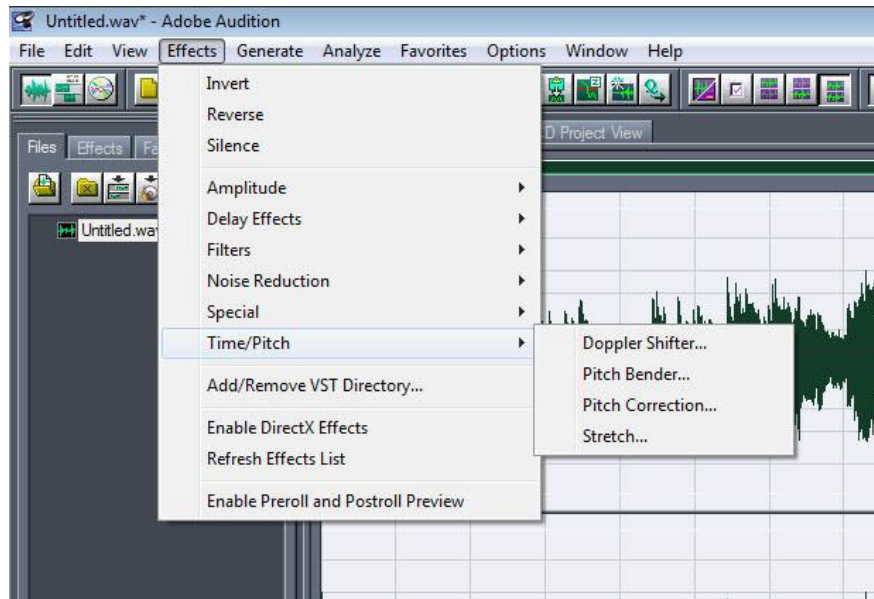 Untitled.wav* - Adobe Audition
File Edit View Effects Generate Analyze Favorites Options Window Help
Invert
Reverse
Silence
Amplitude
Delay Effects
Filters
Noise Reduction
Special
Time/Pitch
Add/Remove VST Directory...
Enable DirectX Effects
Refresh Effects List
Enable Preroll and Postroll Preview
Files Effects Fa
D Project View
Untitled.wav
Doppler Shifter...
Pitch Bender...
Pitch Correction...
Stretch...